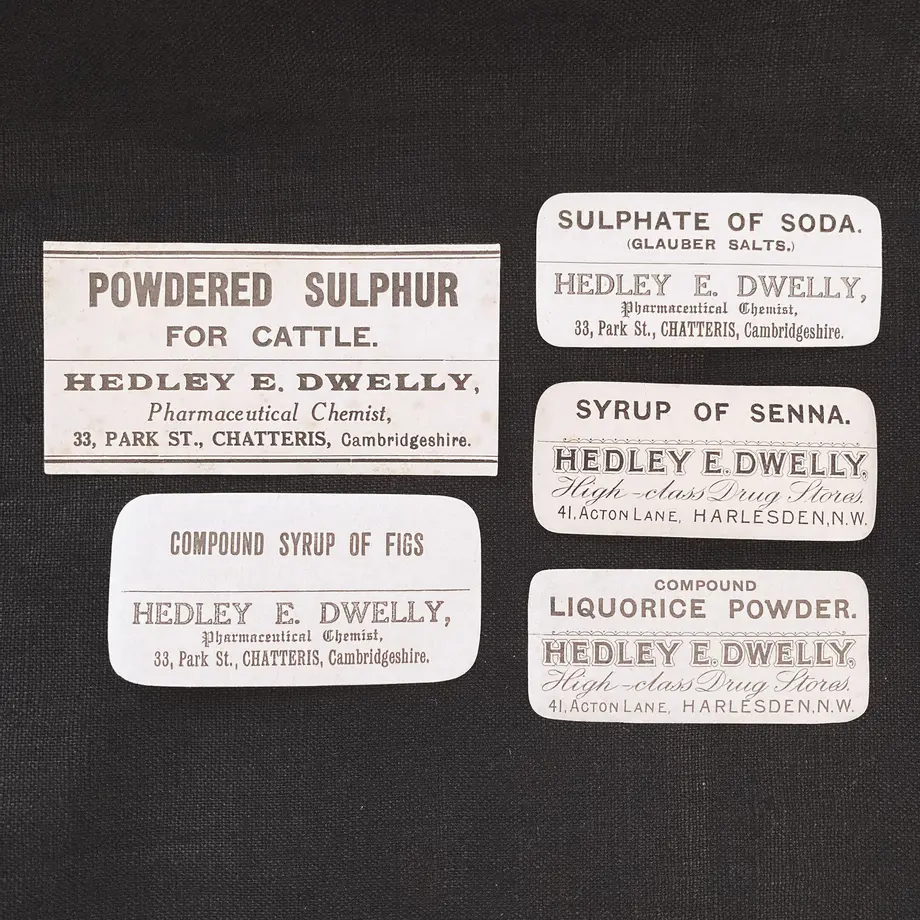 POWDERED SULPHUR
FOR CATTLE.
HEDLEY E. DWELLY,
Pharmaceutical Chemist,
33, PARK ST., CHATTERIS, Cambridgeshire.
COMPOUND SYRUP OF FIGS
HEDLEY E. DWELLY,
Pharmaceutical Chemist,
33, Park St., CHATTERIS, Cambridgeshire.
SULPHATE OF SODA.
(GLAUBER SALTS.)
HEDLEY E. DWELLY,
Pharmaceutical Chemist,
33, Park St., CHATTERIS, Cambridgeshire.
SYRUP OF SENNA.
HEDLEY E. DWELLY,
High-class Drug Stores.
41, ACTON LANE, HARLESDEN, N.W.
COMPOUND
LIQUORICE POWDER.
HEDLEY E. DWELLY,
High-class Drug Stores.
41, ACTON LANE, HARLESDEN, N.W.